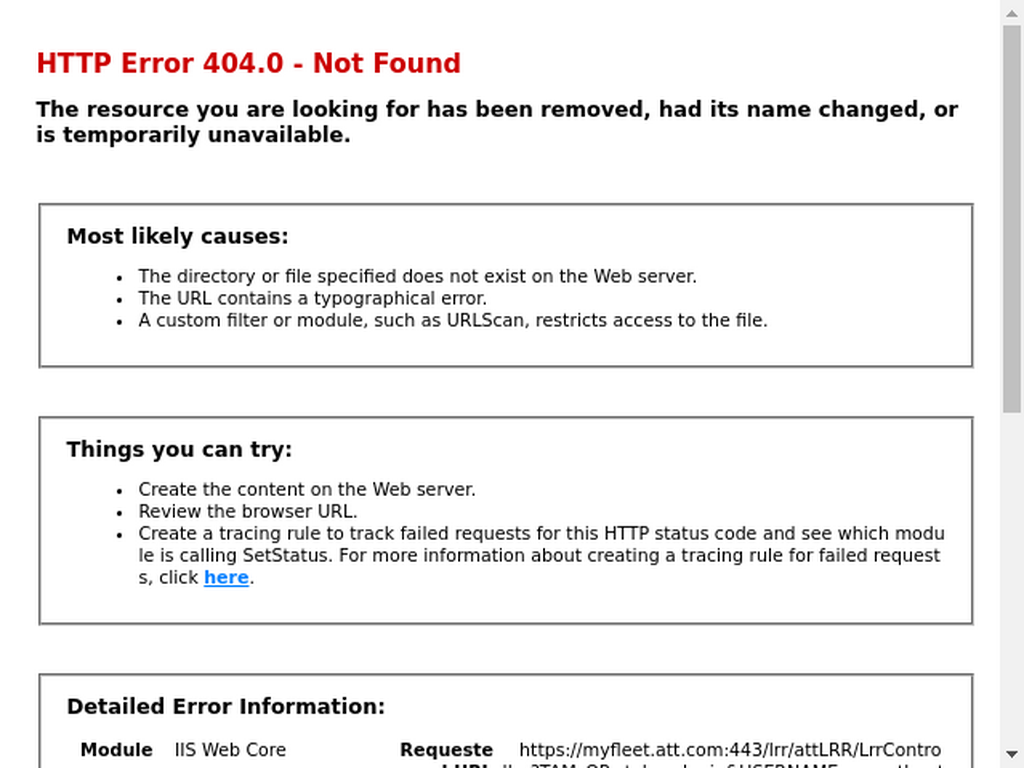 HTTP Error 404.0 - Not Found
The resource you are looking for has been removed, had its name changed, or
is temporarily unavailable.
Most likely causes:
• The directory or file specified does not exist on the Web server.
• The URL contains a typographical error.
• A custom filter or module, such as URLScan, restricts access to the file.
Things you can try:
• Create the content on the Web server.
• Review the browser URL.
• Create a tracing rule to track failed requests for this HTTP status code and see which modu
le is calling SetStatus. For more information about creating a tracing rule for failed request
s, click here.
Detailed Error Information:
Module IIS Web Core Requeste https://myfleet.att.com:443/lrr/attLRR/LrrContro